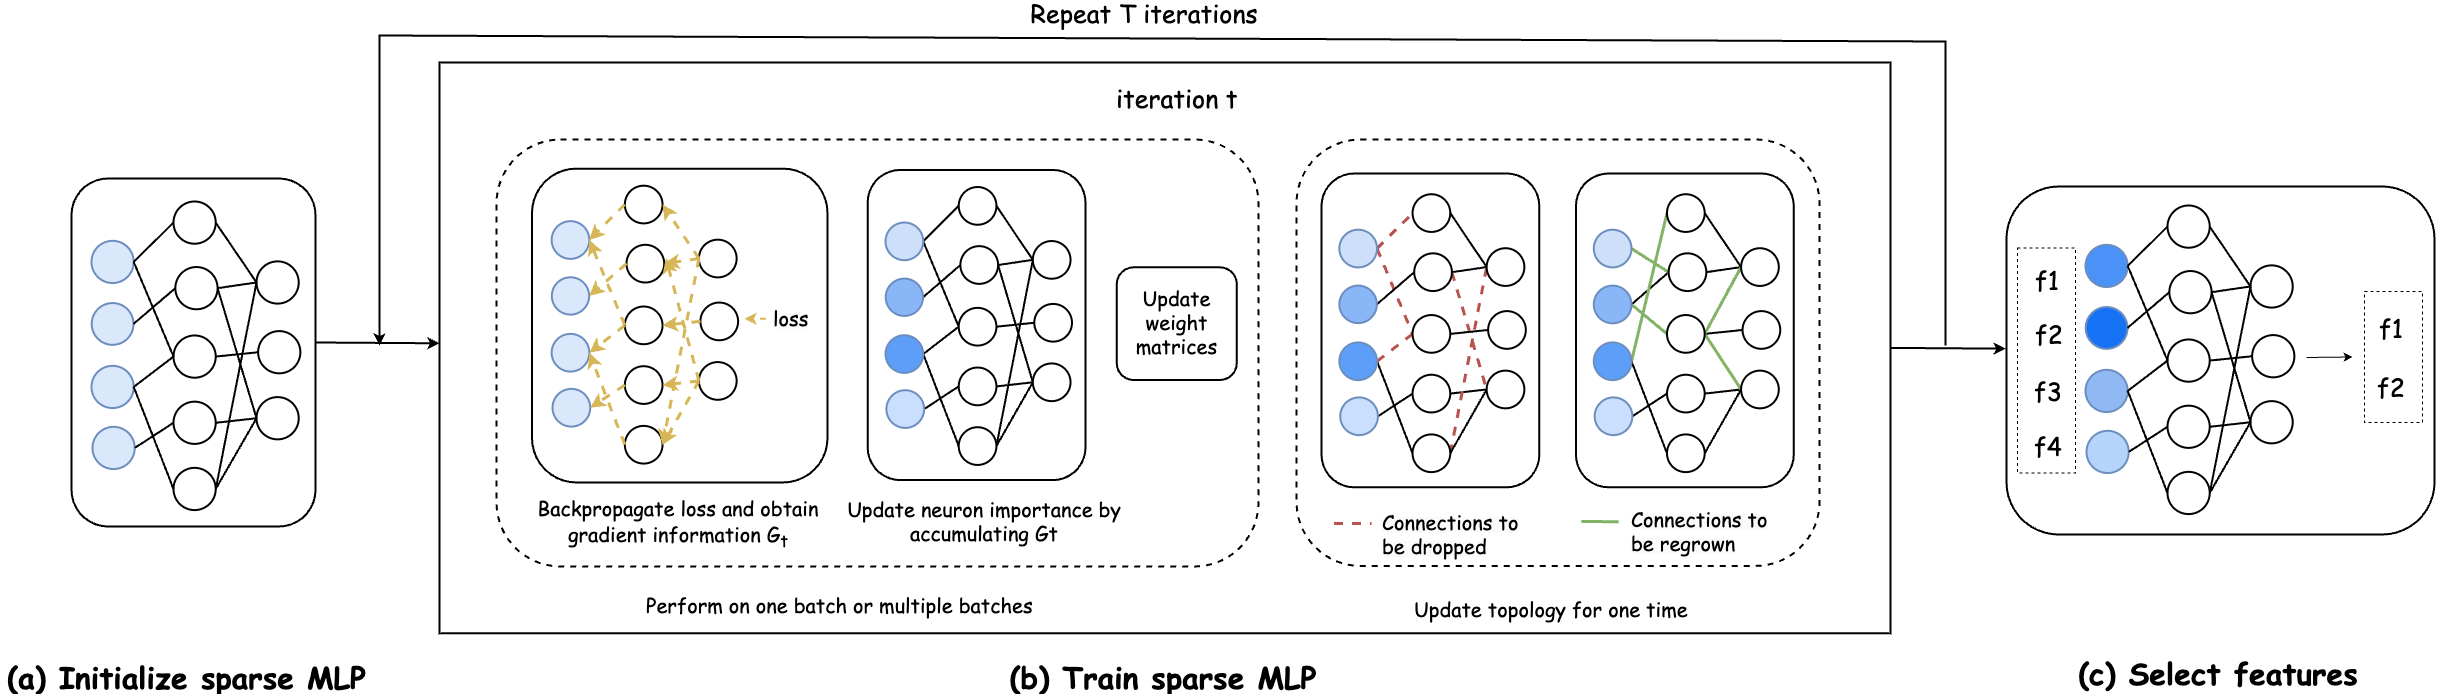 Repeat T iterations
iteration t
loss
Update
weight
matrices
Backpropagate loss and obtain
gradient information G†
Update neuron importance by
accumulating Gt
Connections to
be dropped
Connections to
be regrown
Perform on one batch or multiple batches
Update topology for one time
f1
f2
f3
f4
f1
f2
(a) Initialize sparse MLP
(b) Train sparse MLP
(c) Select features